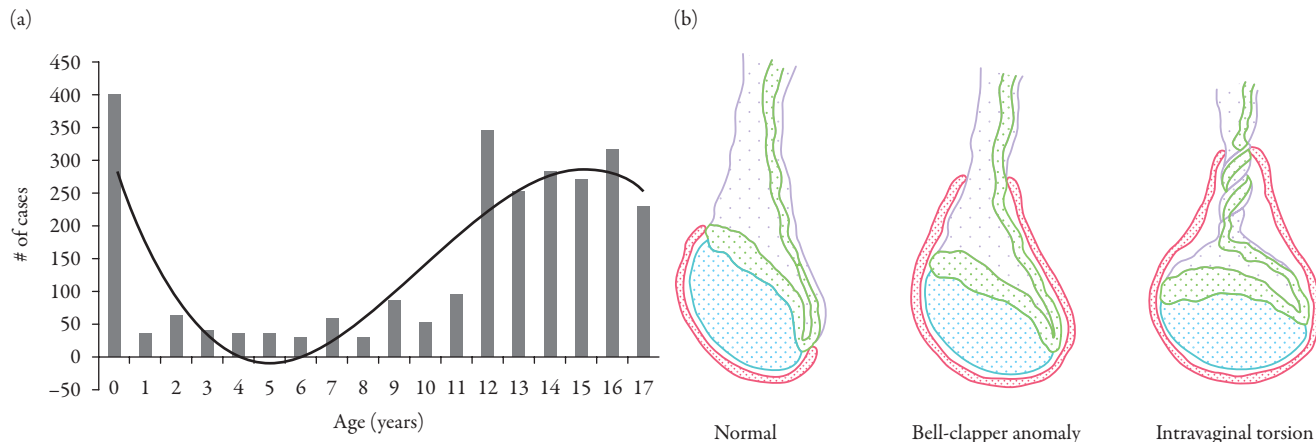 (a)
450
400
350
300
250
200
150
100
50
0
–50
# of cases
0 1 2 3 4 5 6 7 8 9 10 11 12 13 14 15 16 17
Age (years)
(b)
Normal
Bell-clapper anomaly
Intravaginal torsion